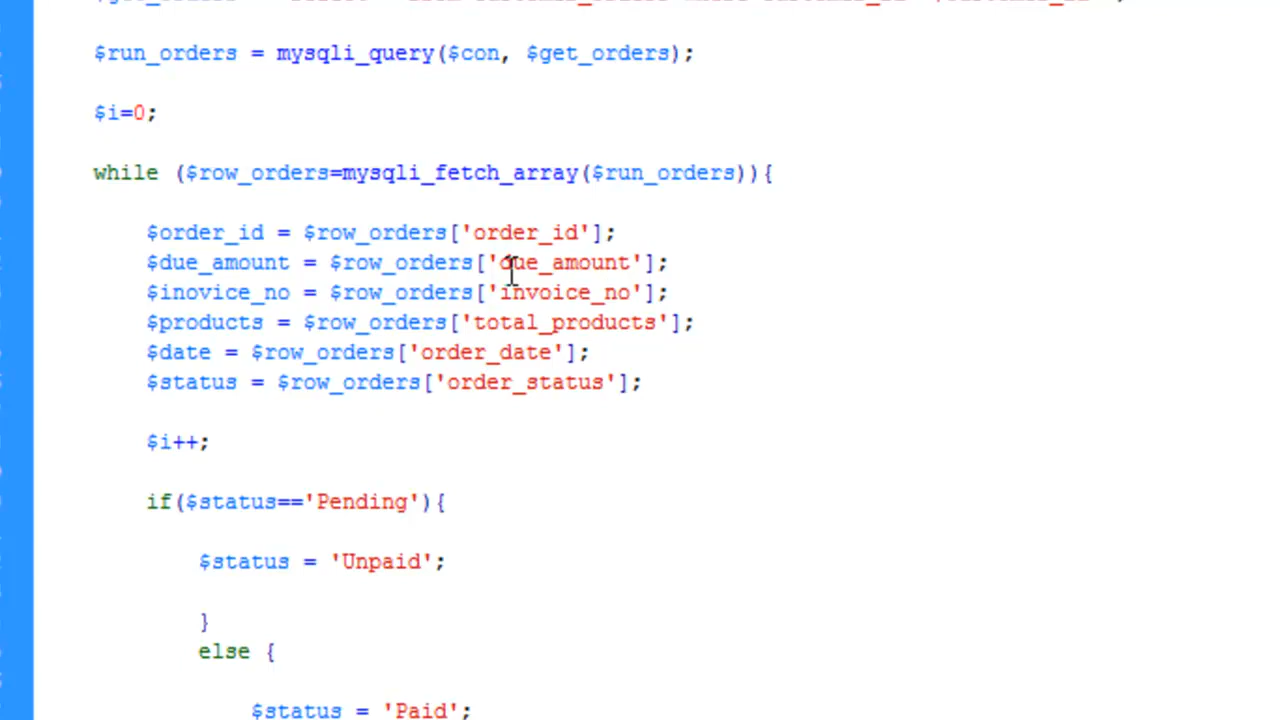 $run_orders = mysqli_query($con, $get_orders);
$i=0;
while ($row_orders=mysqli_fetch_array($run_orders)){
$order_id = $row_orders['order_id'];
$due_amount = $row_orders['due_amount'];
$inovice_no = $row_orders['invoice_no'];
$products = $row_orders['total_products'];
$date = $row_orders['order_date'];
$status = $row_orders['order_status'];
$i++;
if($status=='Pending'){
$status = 'Unpaid';
}
else {
$status = 'Paid';